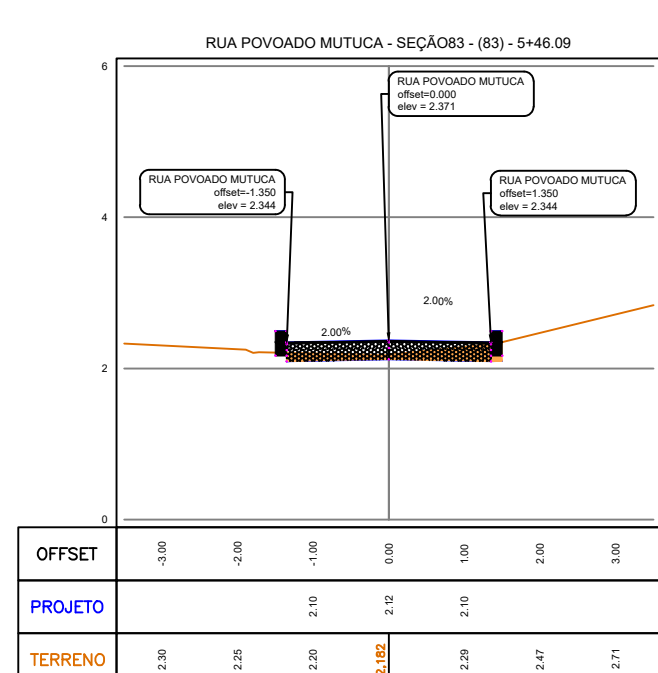 RUA POVOADO MUTUCA - SEÇÃO83 - (83) - 5+46.09
6
RUA POVOADO MUTUCA
offset=0.000
elev = 2.371
RUA POVOADO MUTUCA
offset=-1.350
elev = 2.344
RUA POVOADO MUTUCA
offset=1.350
elev = 2.344
4
2.00%
2.00%
2
0
OFFSET -3.00 -2.00 -1.00 0.00 1.00 2.00 3.00
PROJETO 2.10 2.12 2.10
TERRENO 2.30 2.25 2.20 2.182 2.29 2.47 2.71